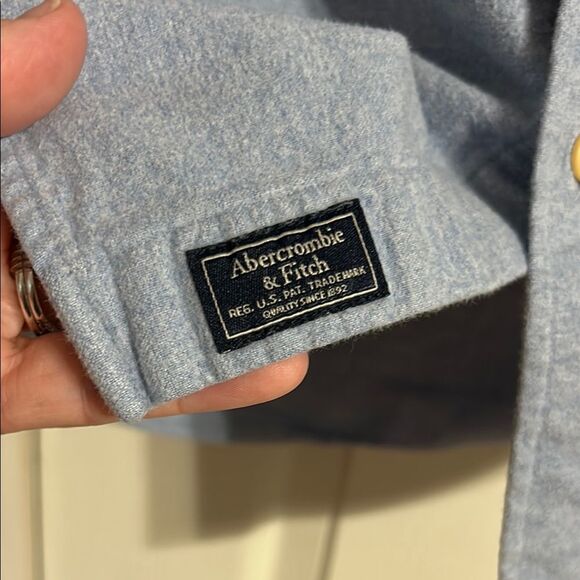 Abercrombie
& Fitch
REG. U.S. PAT. TRADEMARK
QUALITY SINCE 1892